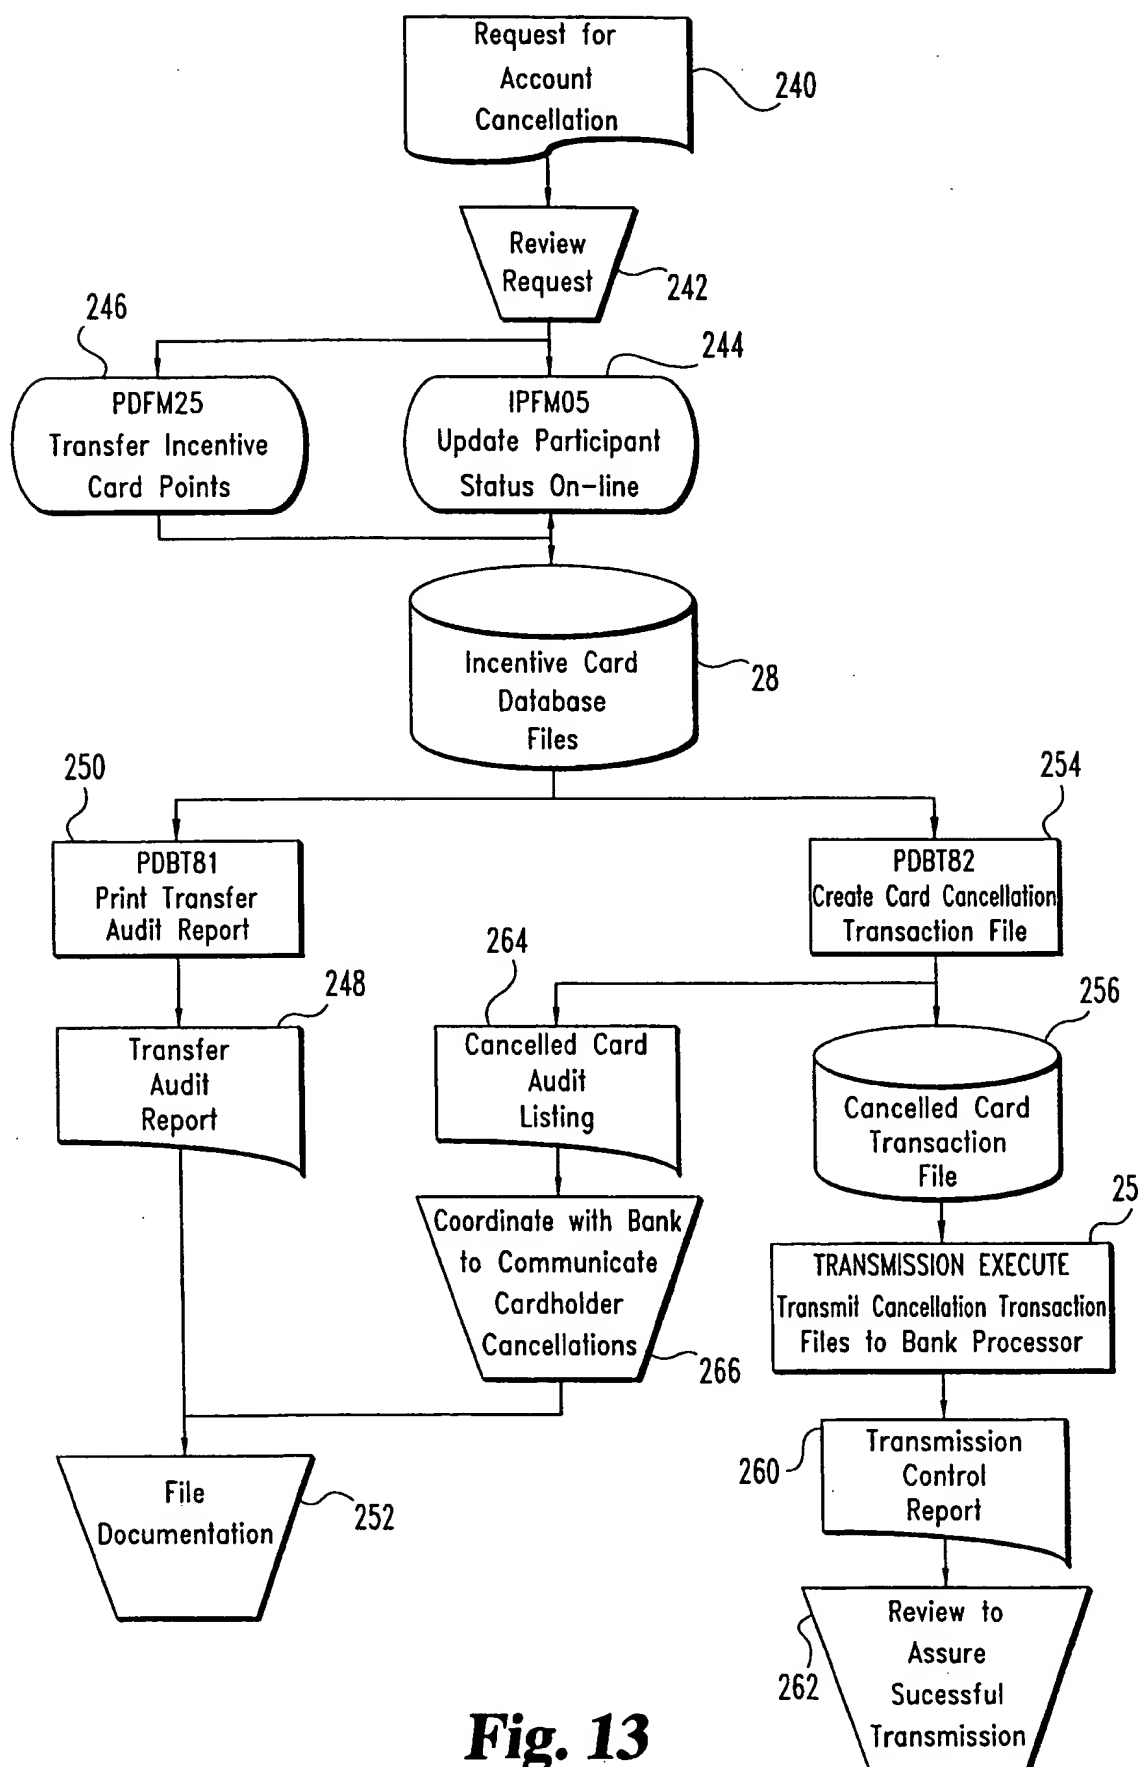 Request for
Account
Cancellation
240
Review
Request
242
246
244
PDFM25
Transfer Incentive
Card Points
IPFM05
Update Participant
Status On-line
Incentive Card
Database
Files
28
250
254
PDBT81
Print Transfer
Audit Report
PDBT82
Create Card Cancellation
Transaction File
264
248
256
Transfer
Audit
Report
Cancelled Card
Audit
Listing
Cancelled Card
Transaction
File
25
Coordinate with Bank
to Communicate
Cardholder
Cancellations
266
TRANSMISSION EXECUTE
Transmit Cancellation Transaction
Files to Bank Processor
260
Transmission
Control
Report
File
Documentation
252
Review to
Assure
Sucessful
Transmission
262
Fig. 13